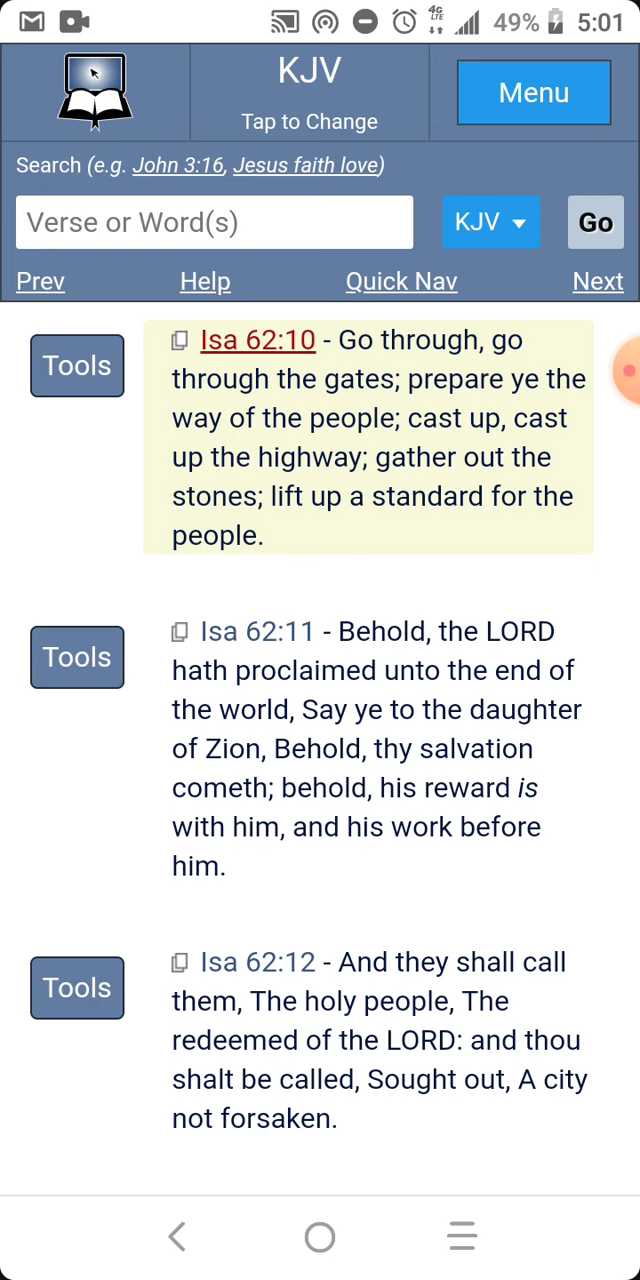 4G
LTE
49%
5:01
KJV
Tap to Change
Menu
Search (e.g. John 3:16, Jesus faith love)
Verse or Word(s)
KJV
Go
Prev
Help
Quick Nav
Next
Tools
Isa 62:10 - Go through, go
through the gates; prepare ye the
way of the people; cast up, cast
up the highway; gather out the
stones; lift up a standard for the
people.
Tools
Isa 62:11 - Behold, the LORD
hath proclaimed unto the end of
the world, Say ye to the daughter
of Zion, Behold, thy salvation
cometh; behold, his reward is
with him, and his work before
him.
Tools
Isa 62:12 - And they shall call
them, The holy people, The
redeemed of the LORD: and thou
shalt be called, Sought out, A city
not forsaken.